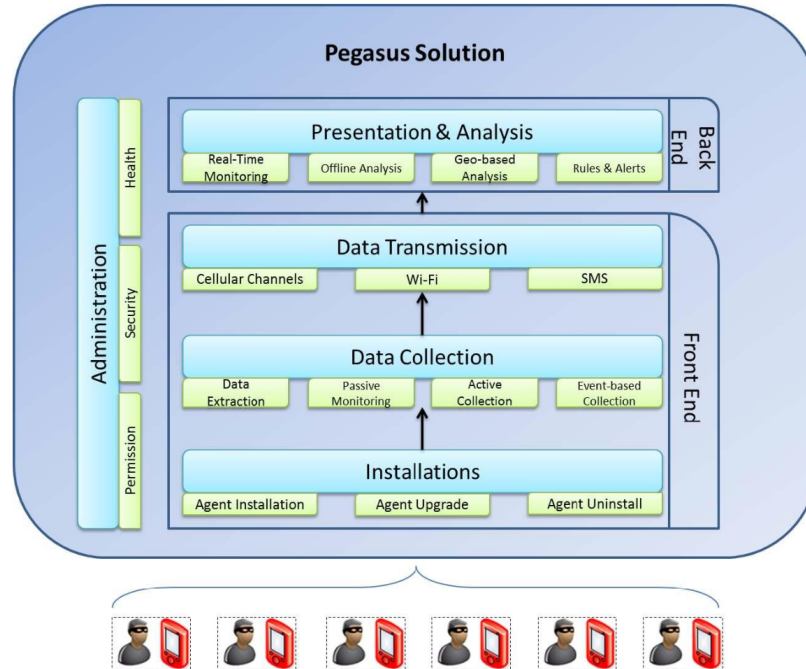 Pegasus Solution
Administration
Health
Security
Permission
Presentation & Analysis
Real-Time
Monitoring
Offline Analysis
Geo-based
Analysis
Rules & Alerts
Back
End
Data Transmission
Cellular Channels
Wi-Fi
SMS
Data Collection
Data
Extraction
Passive
Monitoring
Active
Collection
Event-based
Collection
Front End
Installations
Agent Installation
Agent Upgrade
Agent Uninstall